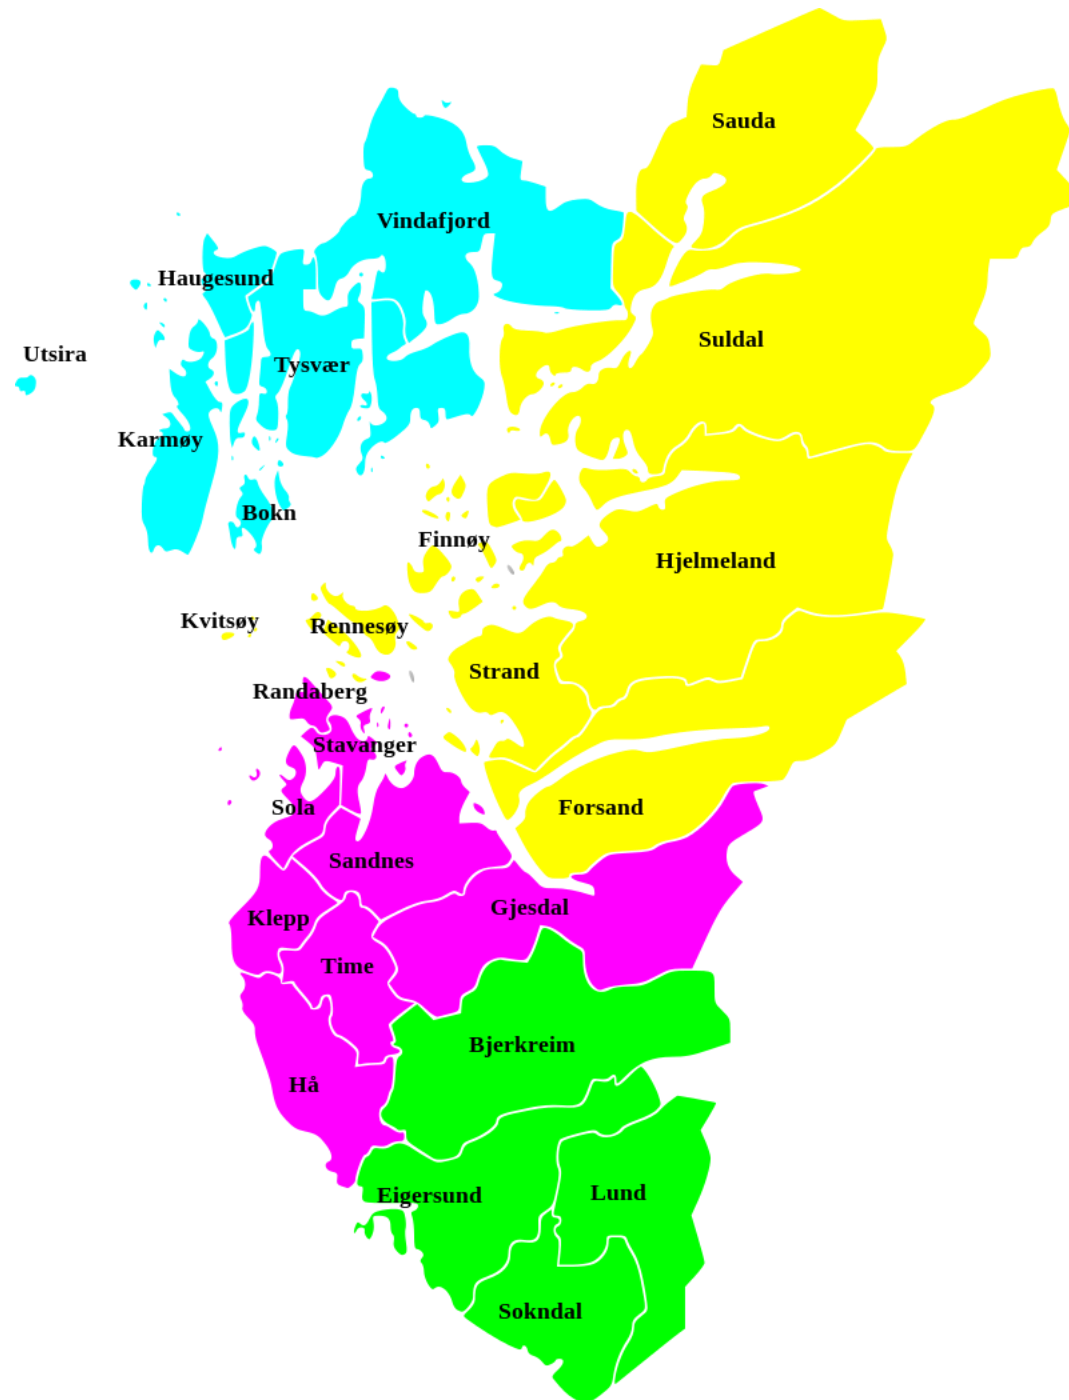 Sauda
Vindafjord
Haugesund
Suldal
Utsira
Tysvær
Karmøy
Bokn
Finnøy
Hjelmeland
Kvitsøy
Rennesøy
Strand
Randaberg
Stavanger
Sola
Forsand
Sandnes
Gjesdal
Klepp
Time
Bjerkreim
Hå
Lund
Eigersund
Sokndal